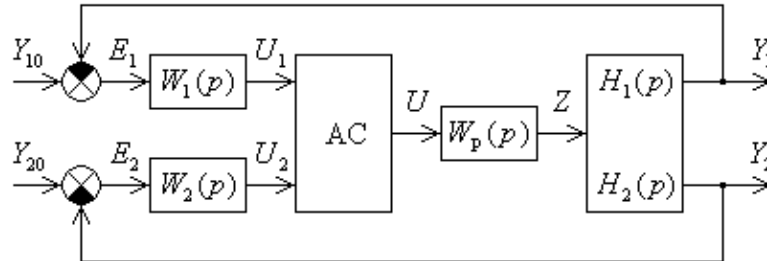 Y10 E1 W1(p) U1
AC U Wp(p) Z
H1(p)
H2(p)
Y20 E2 W2(p) U2